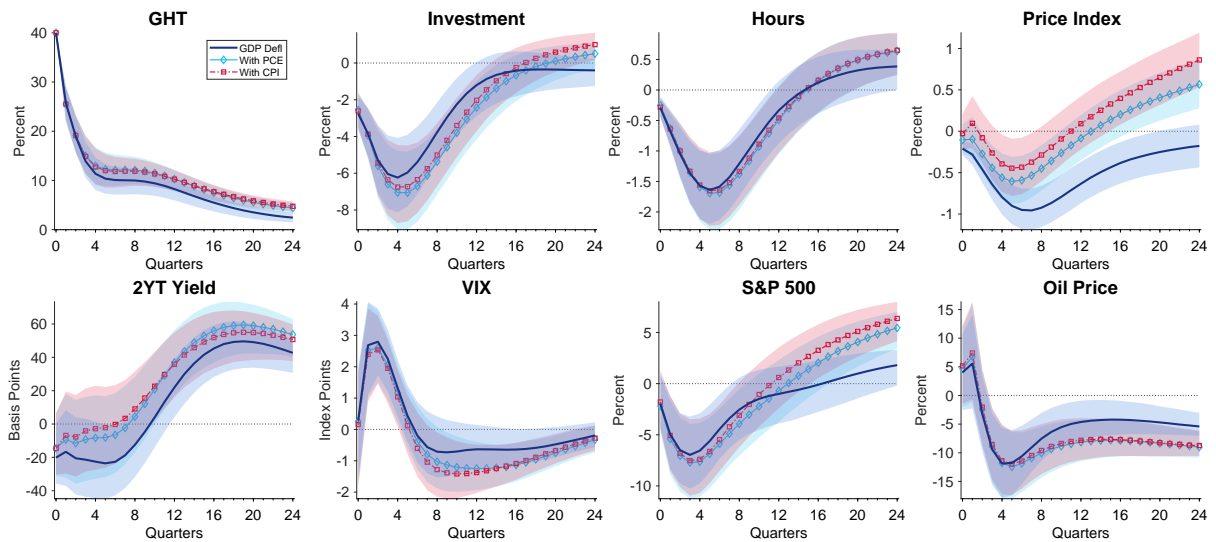 GHT
Percent
40
30
20
10
0
GDP Defl
With PCE
With CPI
0 4 8 12 16 20 24
Quarters
Investment
Percent
0
-2
-4
-6
-8
0 4 8 12 16 20 24
Quarters
Hours
Percent
0.5
0
-0.5
-1
-1.5
-2
0 4 8 12 16 20 24
Quarters
Price Index
Percent
1
0.5
0
-0.5
-1
0 4 8 12 16 20 24
Quarters
2YT Yield
Basis Points
60
40
20
0
-20
-40
0 4 8 12 16 20 24
Quarters
VIX
Index Points
4
3
2
1
0
-1
-2
0 4 8 12 16 20 24
Quarters
S&P 500
Percent
5
0
-5
-10
0 4 8 12 16 20 24
Quarters
Oil Price
Percent
10
5
0
-5
-10
-15
0 4 8 12 16 20 24
Quarters